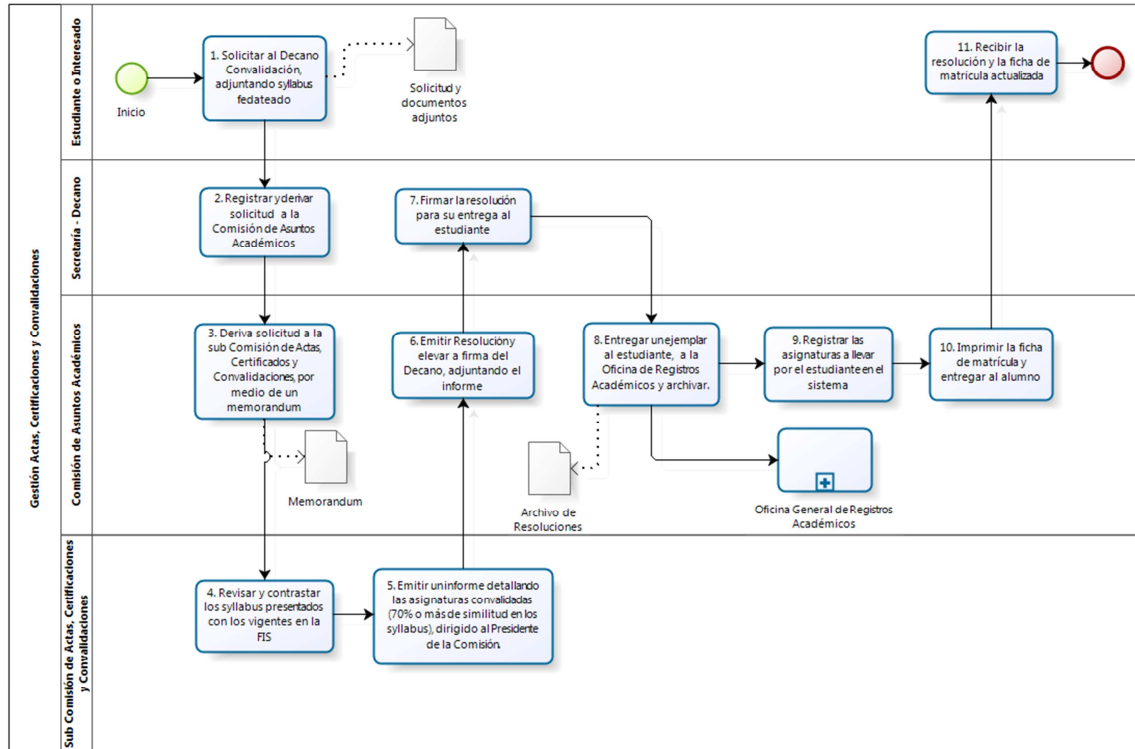 Gestión Actas, Certificaciones y Convalidaciones
Estudiante o Interesado
Inicio
1. Solicitar al Decano
Convalidación,
adjuntando syllabus
fedateado
Solicitud y
documentos
adjuntos
11. Recibir la
resolución y la ficha de
matrícula actualizada
Secretaría - Decano
2. Registrar y derivar
solicitud a la
Comisión de Asuntos
Académicos
7. Firmar la resolución
para su entrega al
estudiante
Comisión de Asuntos Académicos
3. Deriva solicitud a la
sub Comisión de Actas,
Certificados y
Convalidaciones, por
medio de un
memorandum
Memorandum
6. Emitir Resolución y
elevar a firma del
Decano, adjuntando el
informe
8. Entregar un ejemplar
al estudiante, a la
Oficina de Registros
Académicos y archivar.
Archivo de
Resoluciones
9. Registrar las
asignaturas a llevar
por el estudiante en el
sistema
10. Imprimir la ficha
de matrícula y
entregar al alumno
Oficina General de Registros
Académicos
Sub Comisión de Actas, Certificaciones
y Convalidaciones
4. Revisar y contrastar
los syllabus presentados
con los vigentes en la
FIS
5. Emitir un informe detallando
las asignaturas convalidadas
(70% o más de similitud en los
syllabus), dirigido al Presidente
de la Comisión.